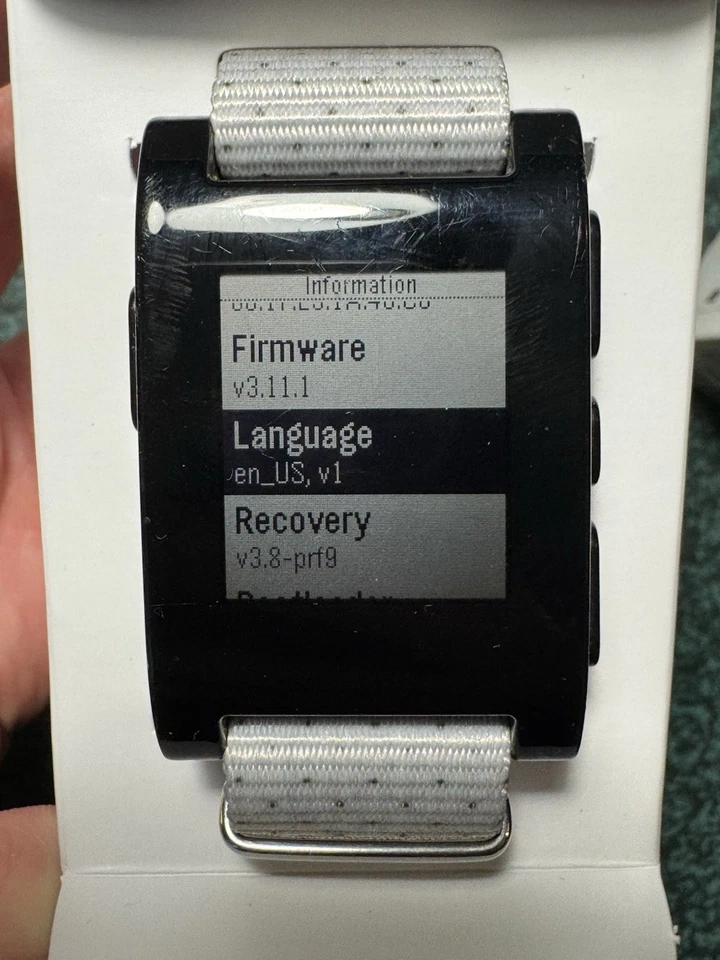 Information
Firmware
v3.11.1
Language
en_US, v1
Recovery
v3.8-prf9